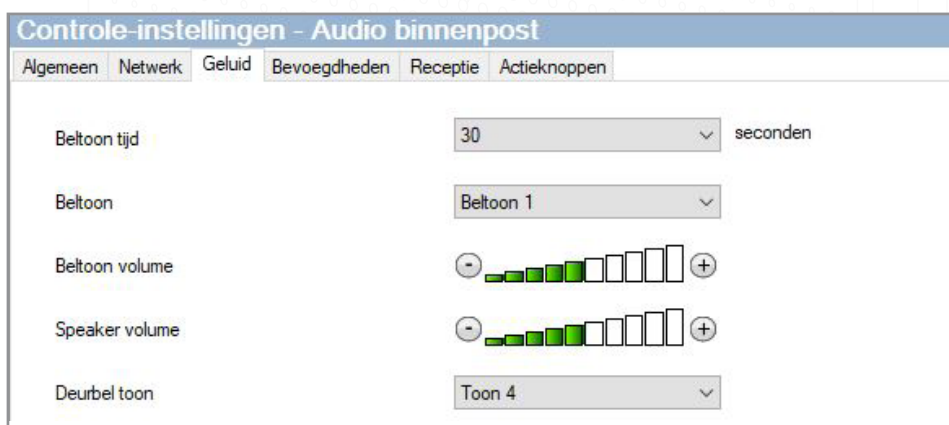 Controle-instellingen - Audio binnenpost
Algemeen Netwerk Geluid Bevoegdheden Receptie Actieknoppen
Beltoon tijd 30 seconden
Beltoon Beltoon 1
Beltoon volume - +
Speaker volume - +
Deurbel toon Toon 4